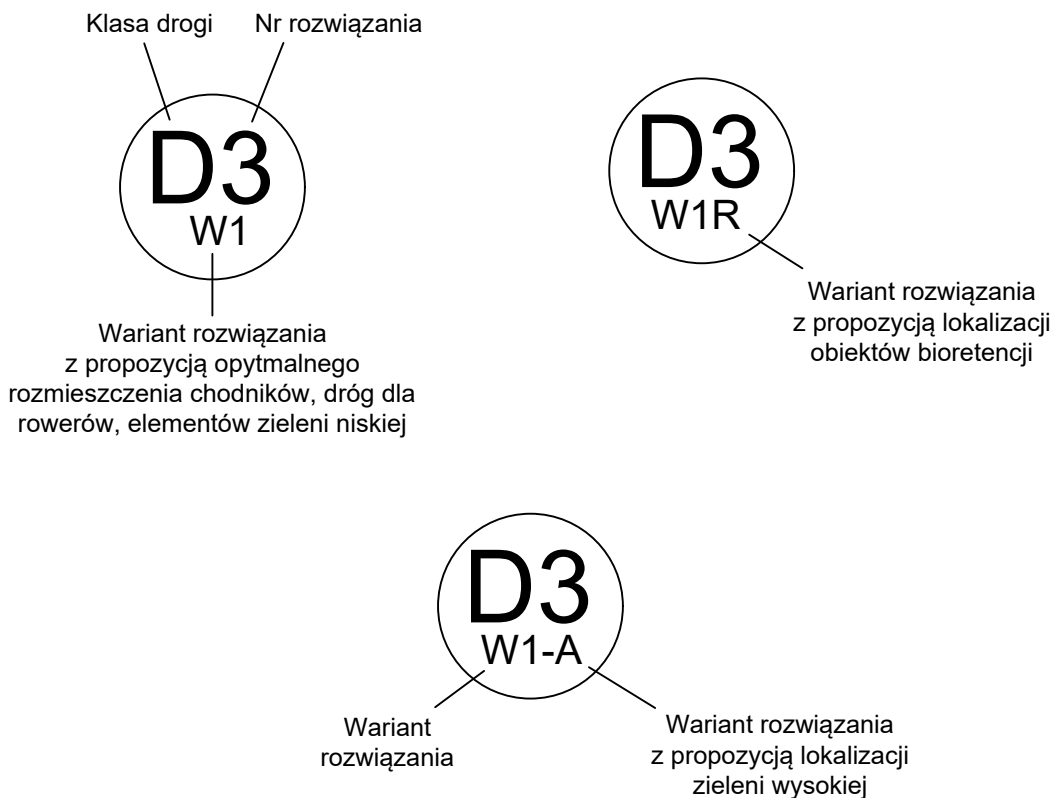 Klasa drogi
Nr rozwiązania
D3
W1
Wariant rozwiązania
z propozycją opytmalnego
rozmieszczenia chodników, dróg dla
rowerów, elementów zieleni niskiej
D3
W1R
Wariant rozwiązania
z propozycją lokalizacji
obiektów bioretencji
D3
W1-A
Wariant
rozwiązania
Wariant rozwiązania
z propozycją lokalizacji
zieleni wysokiej